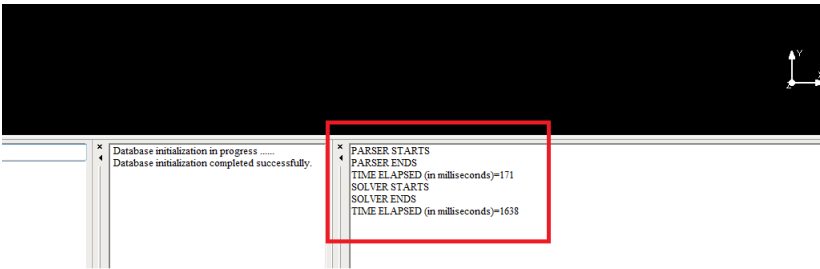 Y
X
Z
Database initialization in progress ......
Database initialization completed successfully.
PARSER STARTS
PARSER ENDS
TIME ELAPSED (in milliseconds)=171
SOLVER STARTS
SOLVER ENDS
TIME ELAPSED (in milliseconds)=1638